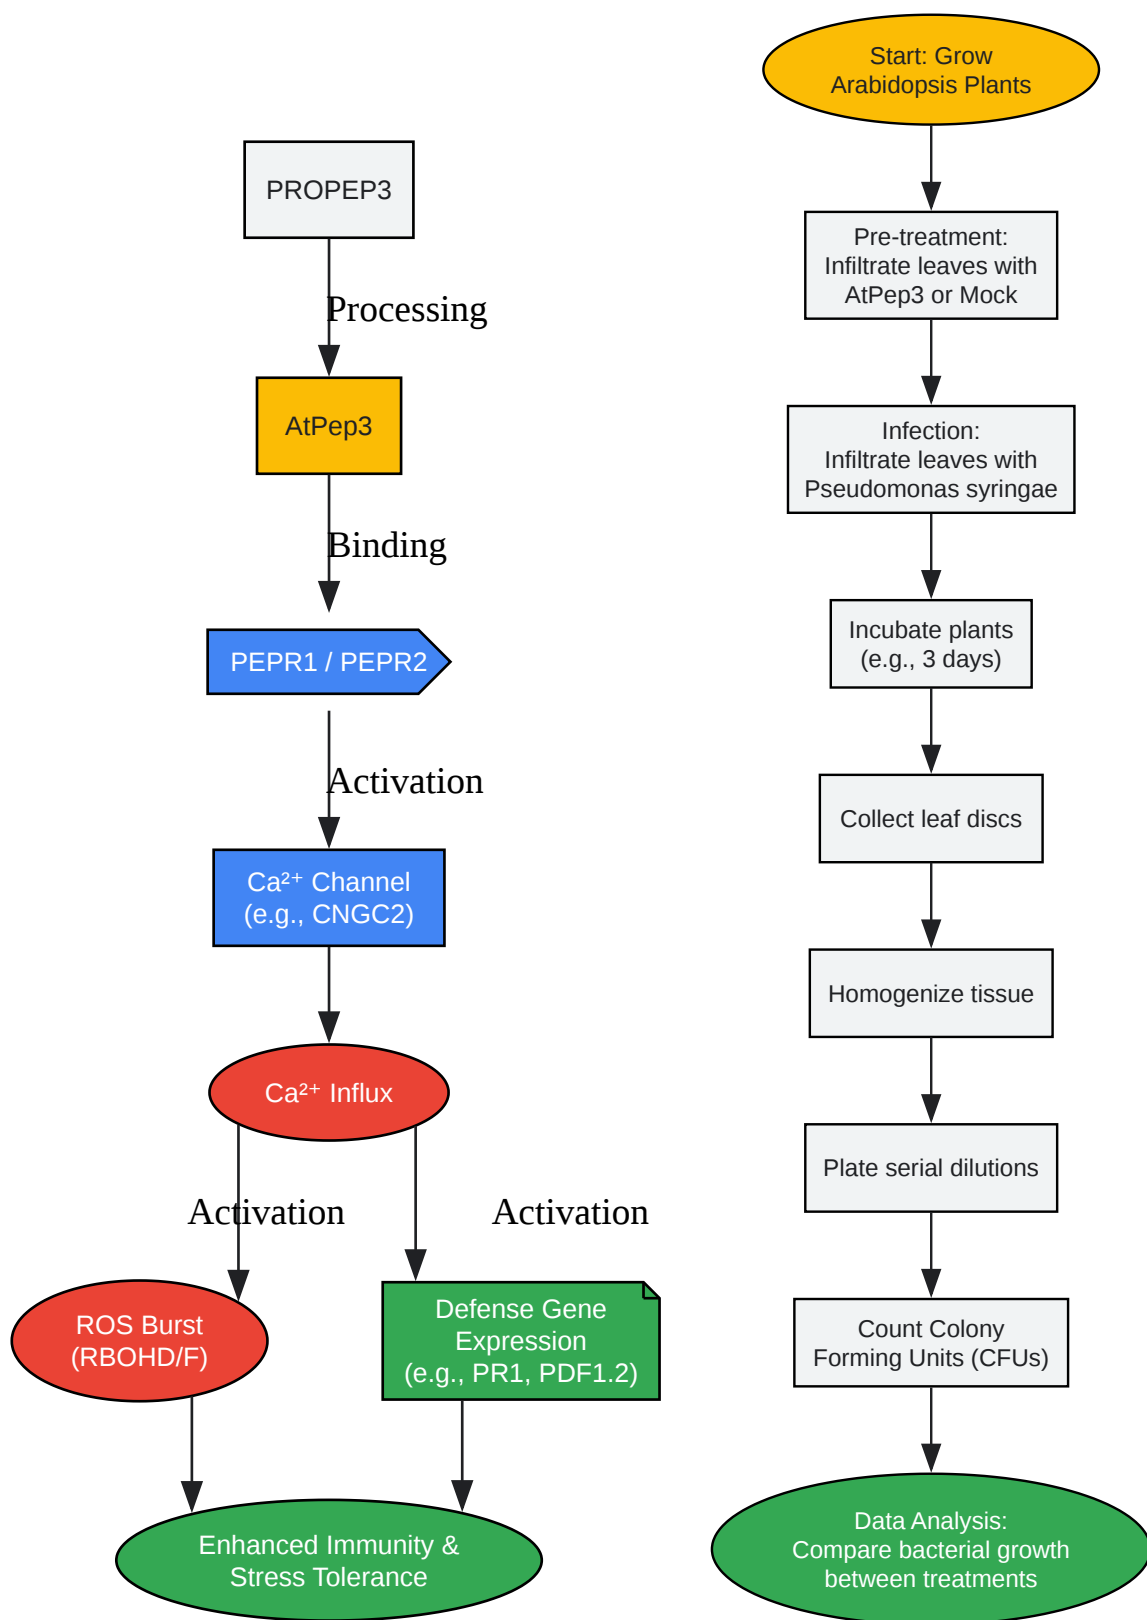 PROPEP3
Processing
AtPep3
Binding
PEPR1 / PEPR2
Activation
Ca²⁺ Channel
(e.g., CNGC2)
Ca²⁺ Influx
Activation
Activation
ROS Burst
(RBOHD/F)
Defense Gene
Expression
(e.g., PR1, PDF1.2)
Enhanced Immunity &
Stress Tolerance
Start: Grow
Arabidopsis Plants
Pre-treatment:
Infiltrate leaves with
AtPep3 or Mock
Infection:
Infiltrate leaves with
Pseudomonas syringae
Incubate plants
(e.g., 3 days)
Collect leaf discs
Homogenize tissue
Plate serial dilutions
Count Colony
Forming Units (CFUs)
Data Analysis:
Compare bacterial growth
between treatments